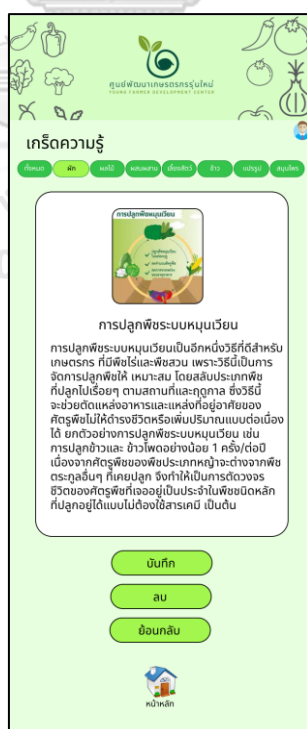 ศูนย์พัฒนาเกษตรกรรุ่นใหม่
YOUNG FARMER DEVELOPMENT CENTER
เกร็ดความรู้
ทั้งหมด ผัก ผลไม้ ผสมผสาน เลี้ยงสัตว์ ข้าว แปรรูป สมุนไพร
การปลูกพืชหมุนเวียน
การปลูกพืชระบบหมุนเวียน
การปลูกพืชระบบหมุนเวียนเป็นอีกหนึ่งวิธีที่ดีสำหรับ
เกษตรกร ที่มีพืชไร่และพืชสวน เพราะวิธีนี้เป็นการ
จัดการปลูกพืชให้ เหมาะสม โดยสลับประเภทพืช
ที่ปลูกไปเรื่อยๆ ตามสถานที่และฤดูกาล ซึ่งวิธีนี้
จะช่วยตัดแหล่งอาหารและแหล่งที่อยู่อาศัยของ
ศัตรูพืชไม่ให้ดำรงชีวิตหรือเพิ่มปริมาณแบบต่อเนื่อง
ได้ ยกตัวอย่างการปลูกพืชระบบหมุนเวียน เช่น
การปลูกข้าวและ ข้าวโพดอย่างน้อย 1 ครั้ง/ต่อปี
เนื่องจากศัตรูพืชของพืชประเภทหญ้าจะต่างจากพืช
ตระกูลอื่นๆ ที่เคยปลูก จึงทำให้เป็นการตัดวงจร
ชีวิตของศัตรูพืชที่เจออยู่เป็นประจำในพืชชนิดหลัก
ที่ปลูกอยู่ได้แบบไม่ต้องใช้สารเคมี เป็นต้น
บันทึก
ลบ
ย้อนกลับ
หน้าหลัก